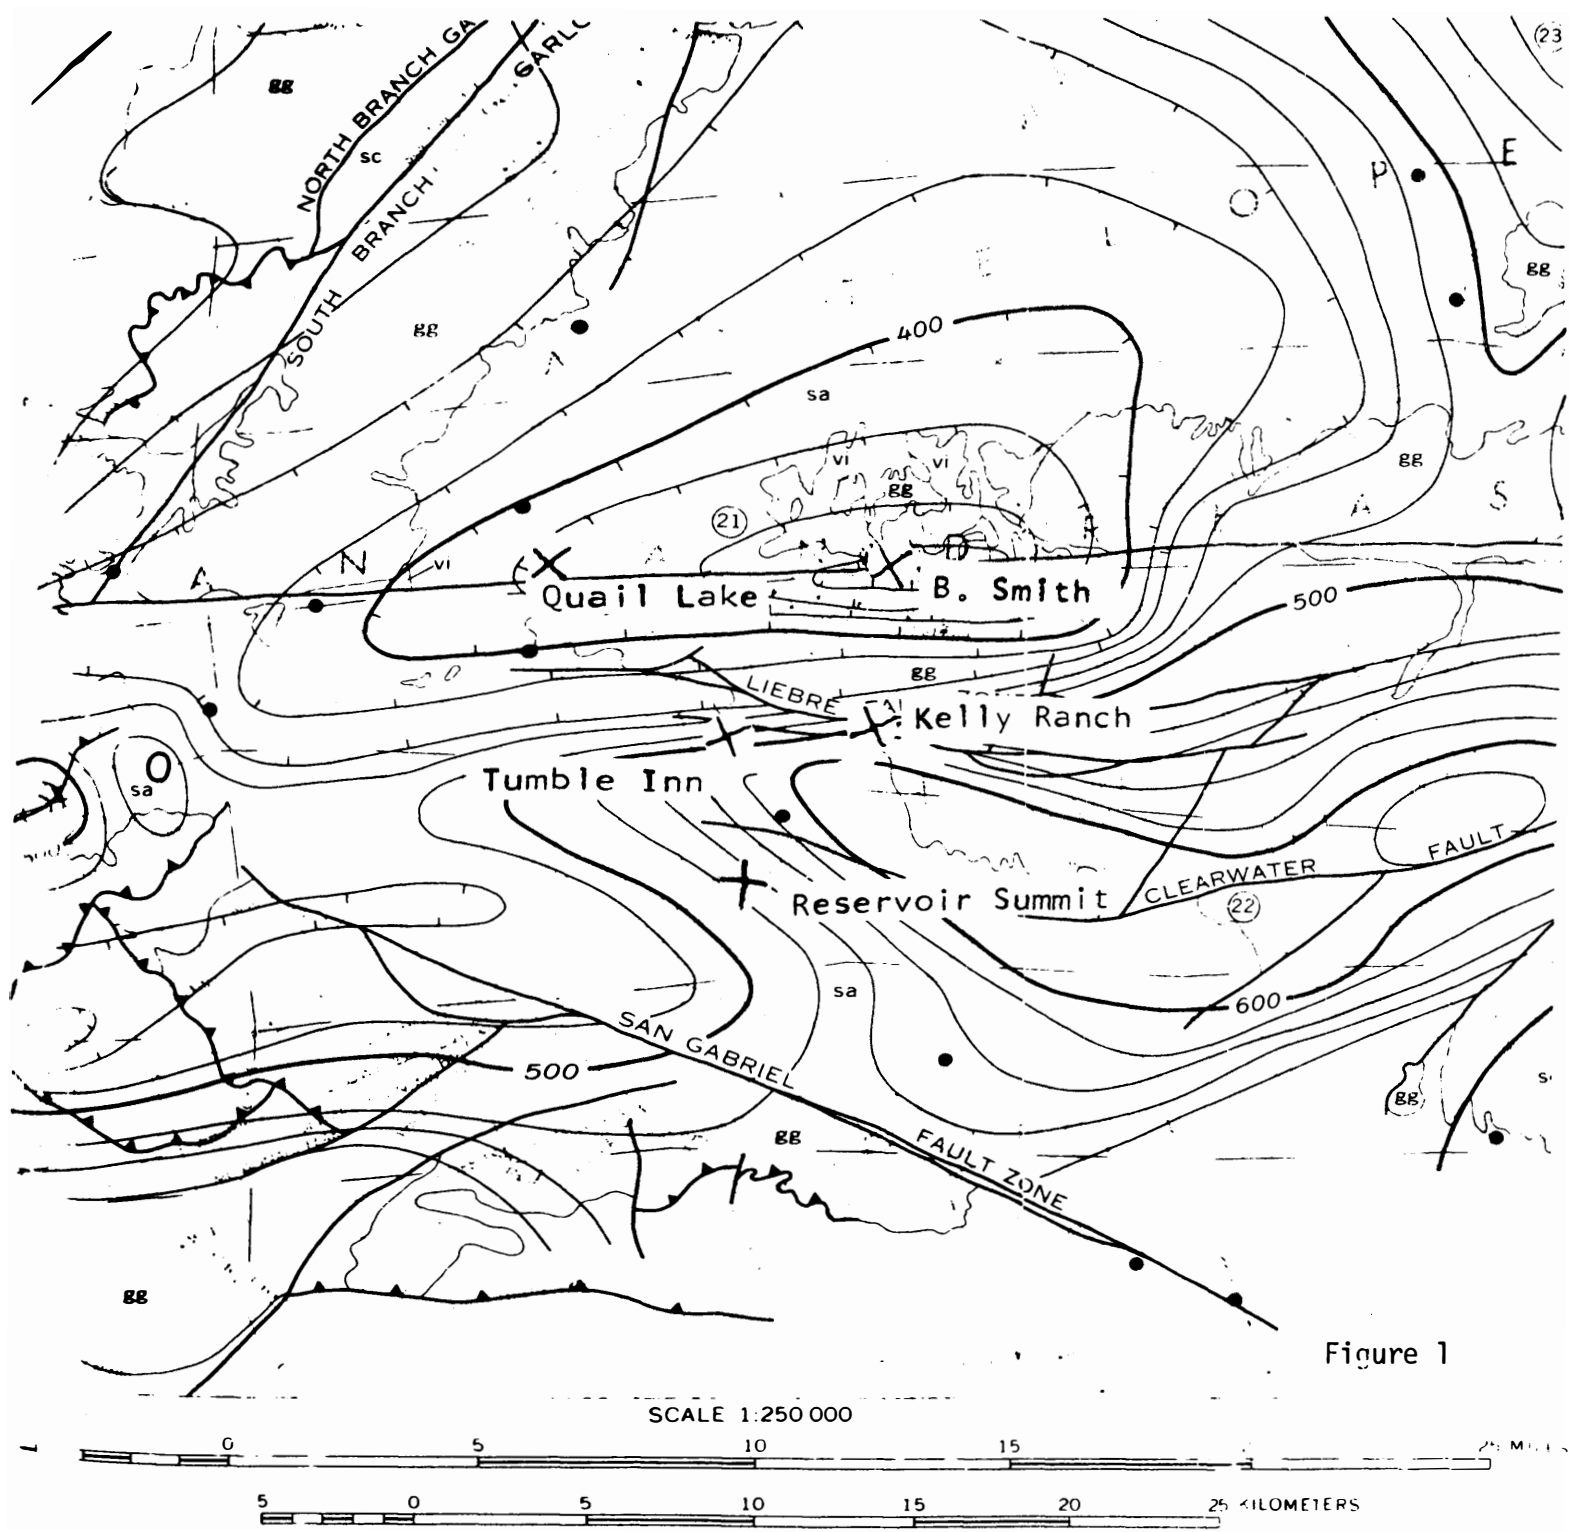 23
gg
NORTH BRANCH GA
GARLO
sc
P
E
SOUTH BRANCH
gg
gg
400
sa
vi
vi
gg
gg
21
A
S
A
N
vi
A
D
Quail Lake
B. Smith
500
gg
LIEBRE
Kelly Ranch
O
sa
Tumble Inn
CLEARWATER FAULT
Reservoir Summit
22
sa
600
SAN GABRIEL FAULT ZONE
500
gg
gg
gg
Figure 1
SCALE 1:250 000
0 5 10 15
5 0 5 10 15 20 25 KILOMETERS